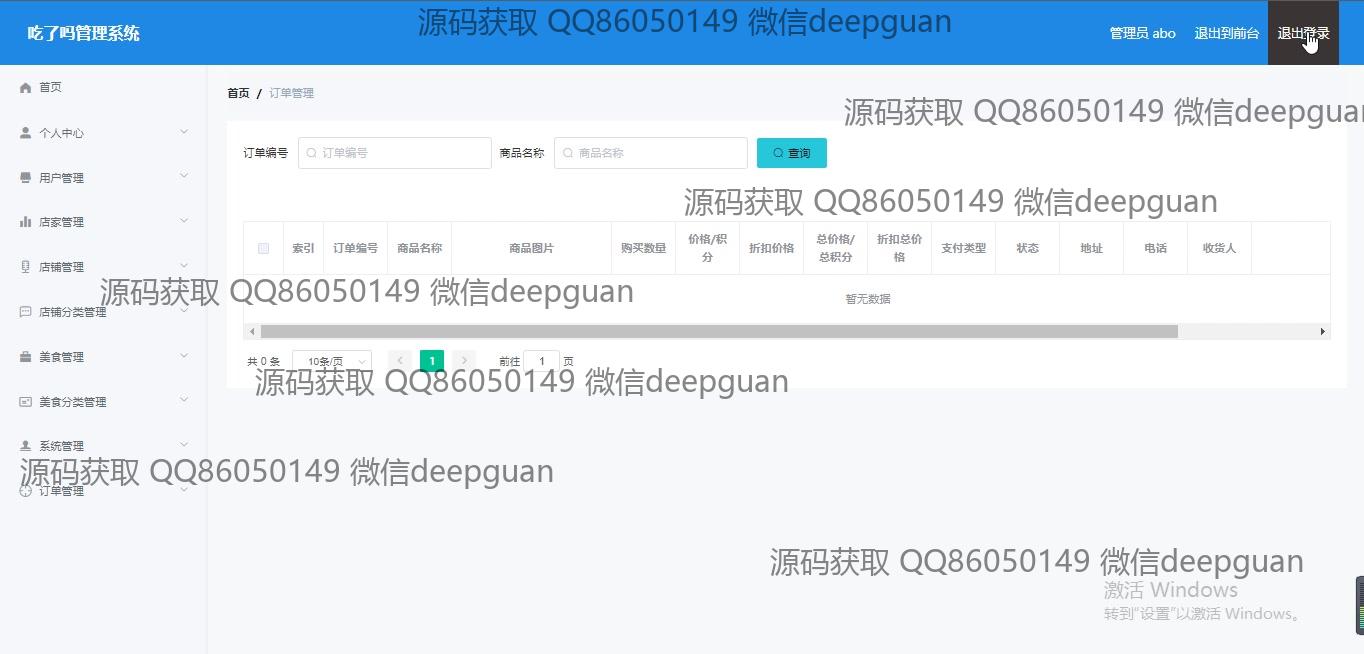 吃了吗管理系统
源码获取 QQ86050149 微信deepguan
管理员 abo 退出到前台 退出登录
首页
个人中心
用户管理
店家管理
店铺管理
店铺分类管理
美食管理
美食分类管理
系统管理
订单管理
首页 / 订单管理
源码获取 QQ86050149 微信deepguan
订单编号 订单编号 商品名称 商品名称 查询
源码获取 QQ86050149 微信deepguan
索引 订单编号 商品名称 商品图片 购买数量 价格/积分 折扣价格 总价格/总积分 折扣总价格 支付类型 状态 地址 电话 收货人
源码获取 QQ86050149 微信deepguan
暂无数据
共 0 条 10条/页 1 前往 1 页
源码获取 QQ86050149 微信deepguan
源码获取 QQ86050149 微信deepguan
源码获取 QQ86050149 微信deepguan
激活 Windows
转到"设置"以激活 Windows。